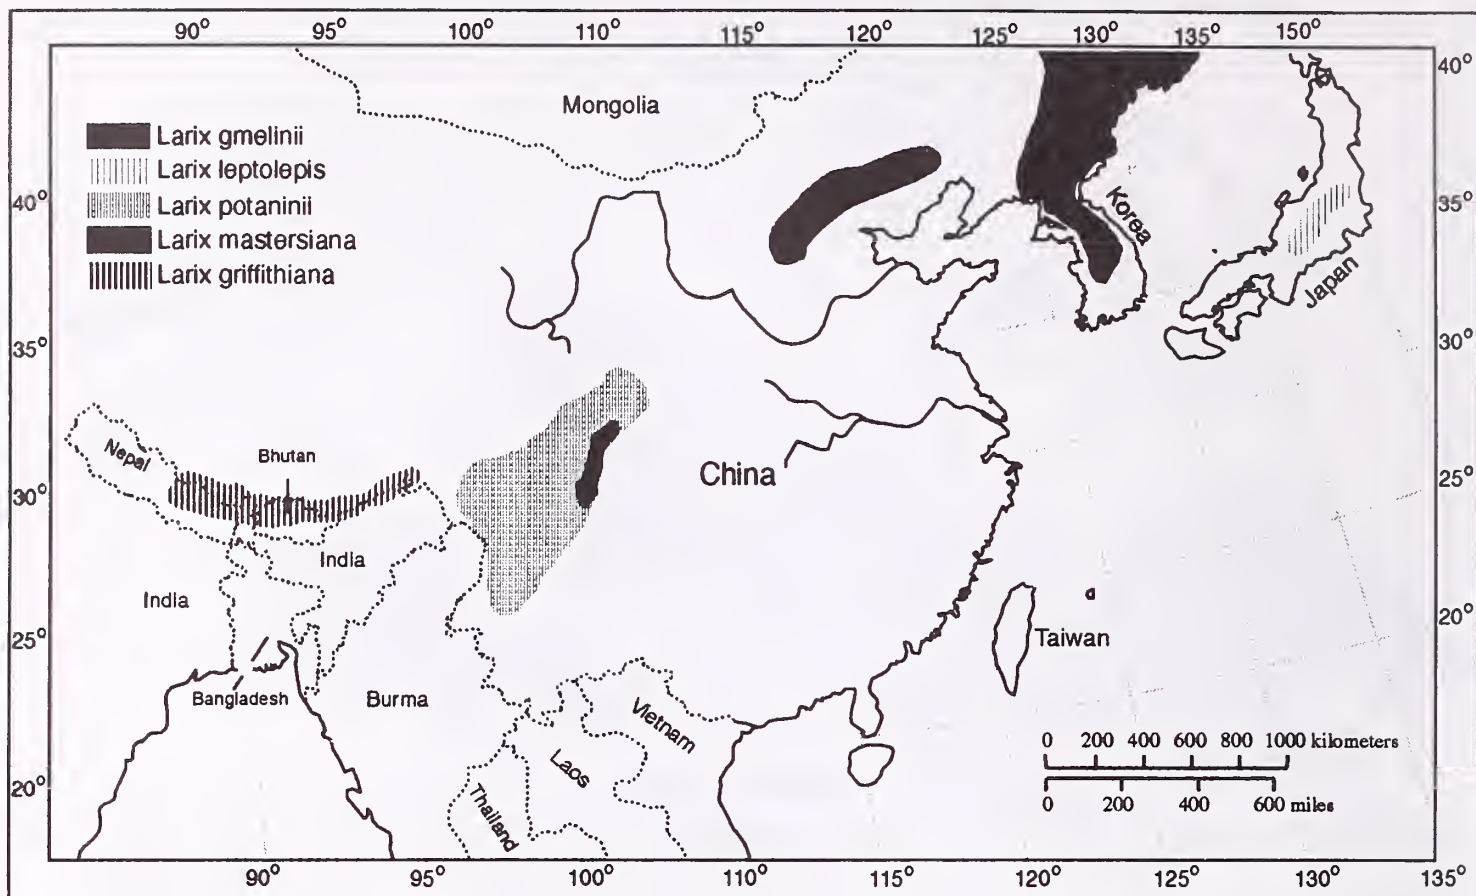 90° 95° 100° 110° 115° 120° 125° 130° 135° 150°
40° 40°
Mongolia
Larix gmelinii
Larix leptolepis
Larix potaninii
Larix mastersiana
Larix griffithiana
40° 35°
Korea
Japan
35° 30°
Nepal
Bhutan
China
30° 25°
India
India
20°
25°
Taiwan
Bangladesh
Burma
Vietnam
Laos
Thailand
0 200 400 600 800 1000 kilometers
0 200 400 600 miles
20°
90° 95° 100° 110° 115° 120° 125° 130° 135°